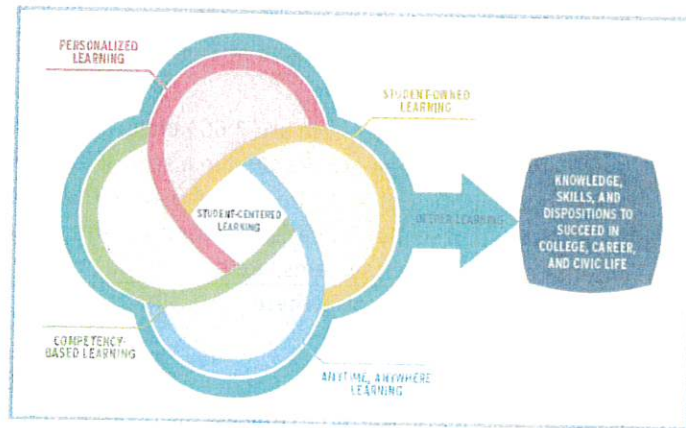 PERSONALIZED
LEARNING
STUDENT-OWNED
LEARNING
STUDENT-CENTERED
LEARNING
DEEPER LEARNING
KNOWLEDGE,
SKILLS, AND
DISPOSITIONS TO
SUCCEED IN
COLLEGE, CAREER,
AND CIVIC LIFE
COMPETENCY-
BASED LEARNING
ANYTIME, ANYWHERE
LEARNING